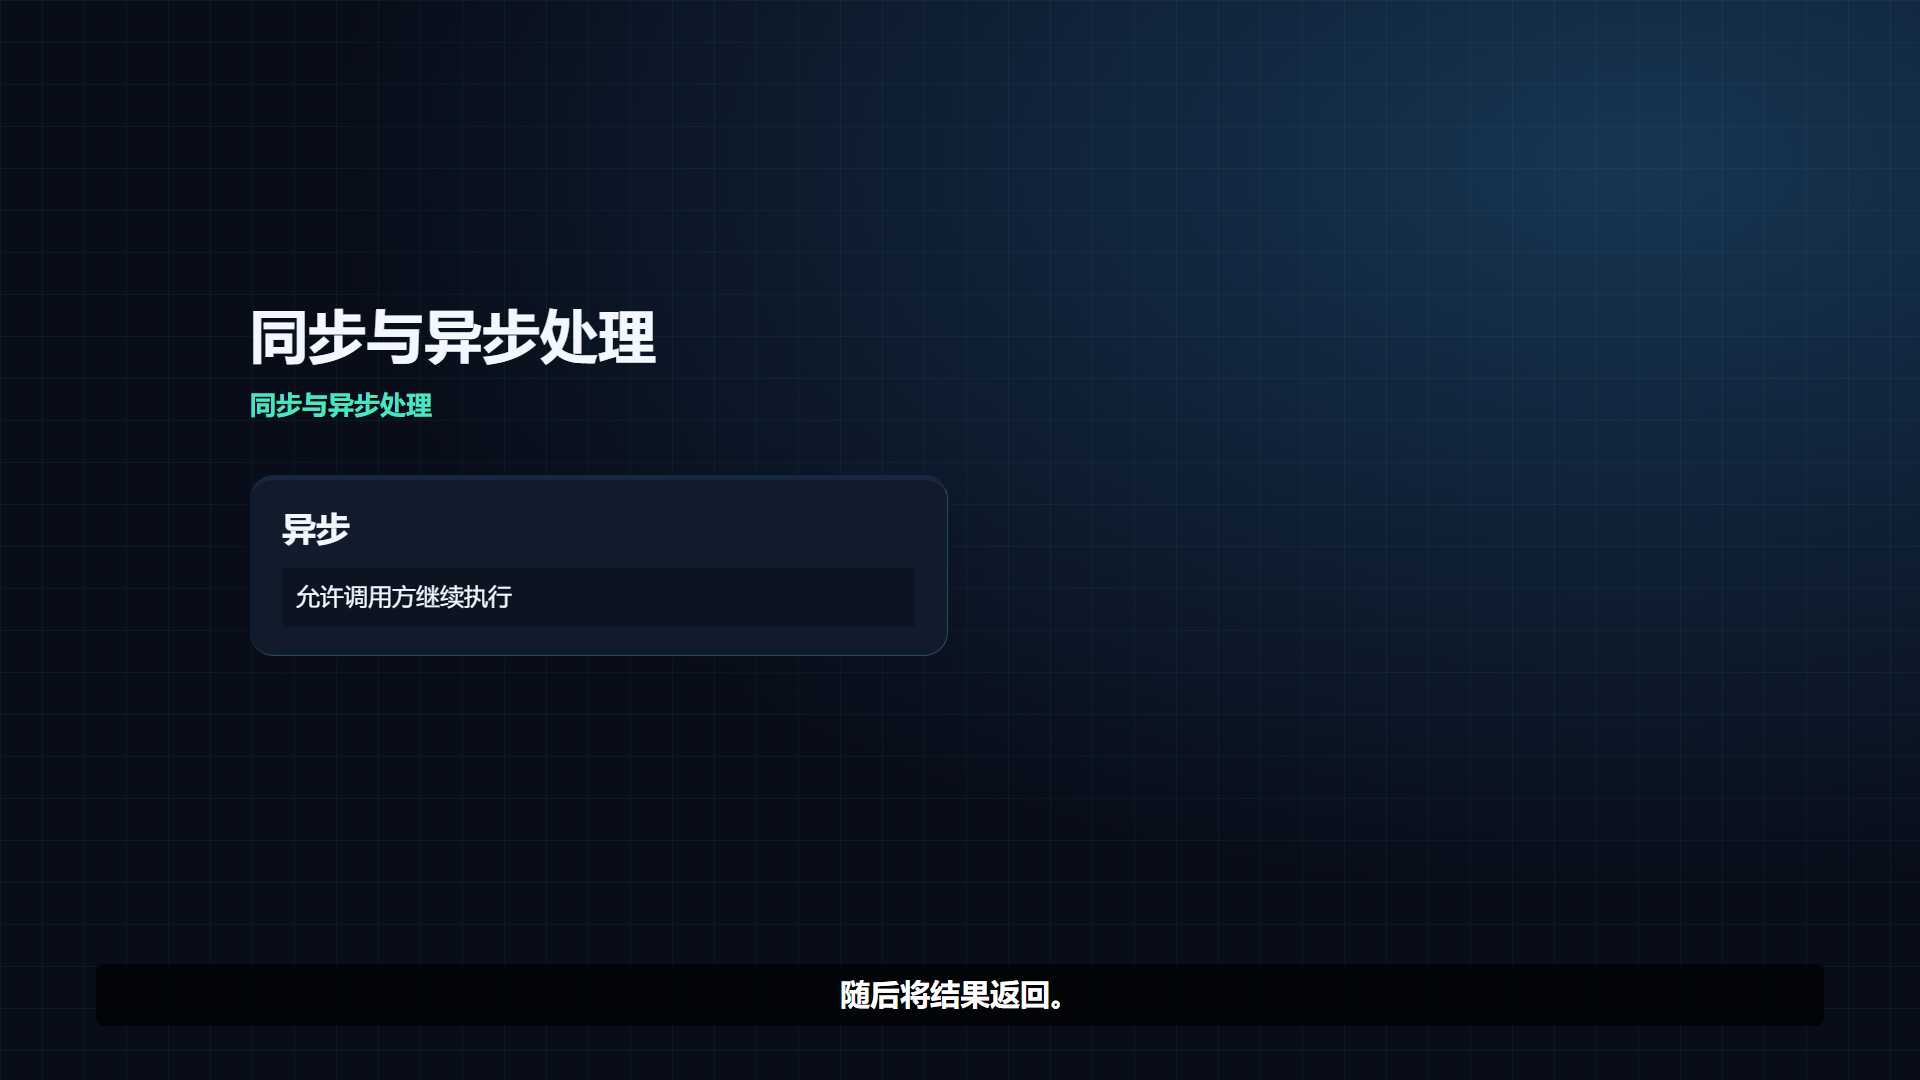 同步与异步处理
同步与异步处理
异步
允许调用方继续执行
随后将结果返回。